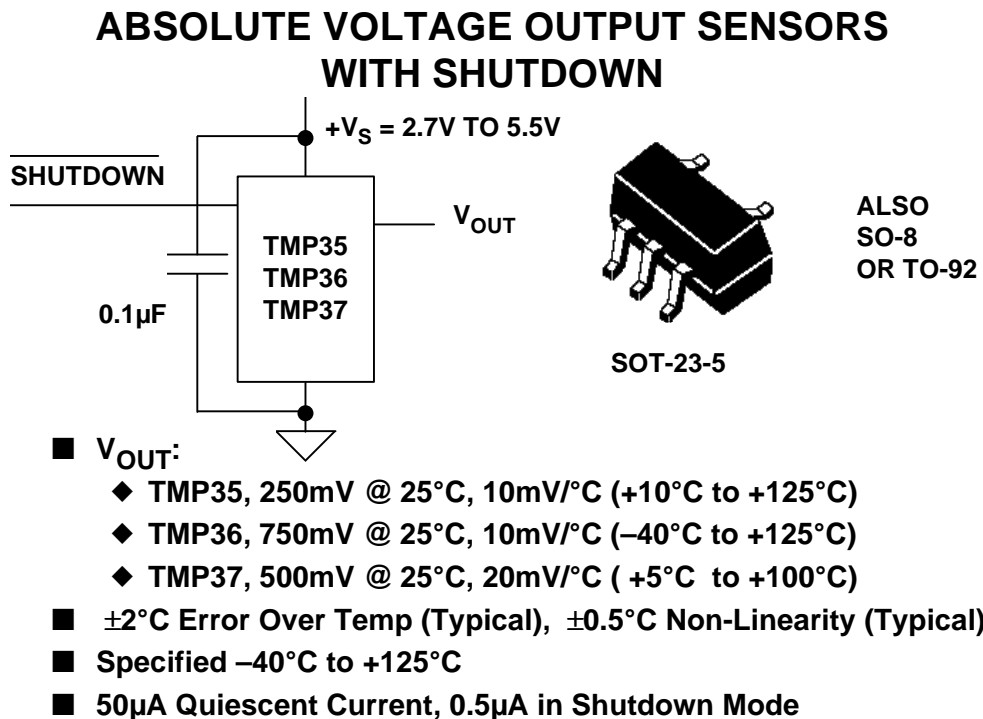 ABSOLUTE VOLTAGE OUTPUT SENSORS
WITH SHUTDOWN
+VS = 2.7V TO 5.5V
SHUTDOWN
VOUT
TMP35
TMP36
TMP37
0.1µF
ALSO
SO-8
OR TO-92
SOT-23-5
■ VOUT:
◆ TMP35, 250mV @ 25°C, 10mV/°C (+10°C to +125°C)
◆ TMP36, 750mV @ 25°C, 10mV/°C (–40°C to +125°C)
◆ TMP37, 500mV @ 25°C, 20mV/°C ( +5°C to +100°C)
■ ±2°C Error Over Temp (Typical), ±0.5°C Non-Linearity (Typical)
■ Specified –40°C to +125°C
■ 50µA Quiescent Current, 0.5µA in Shutdown Mode